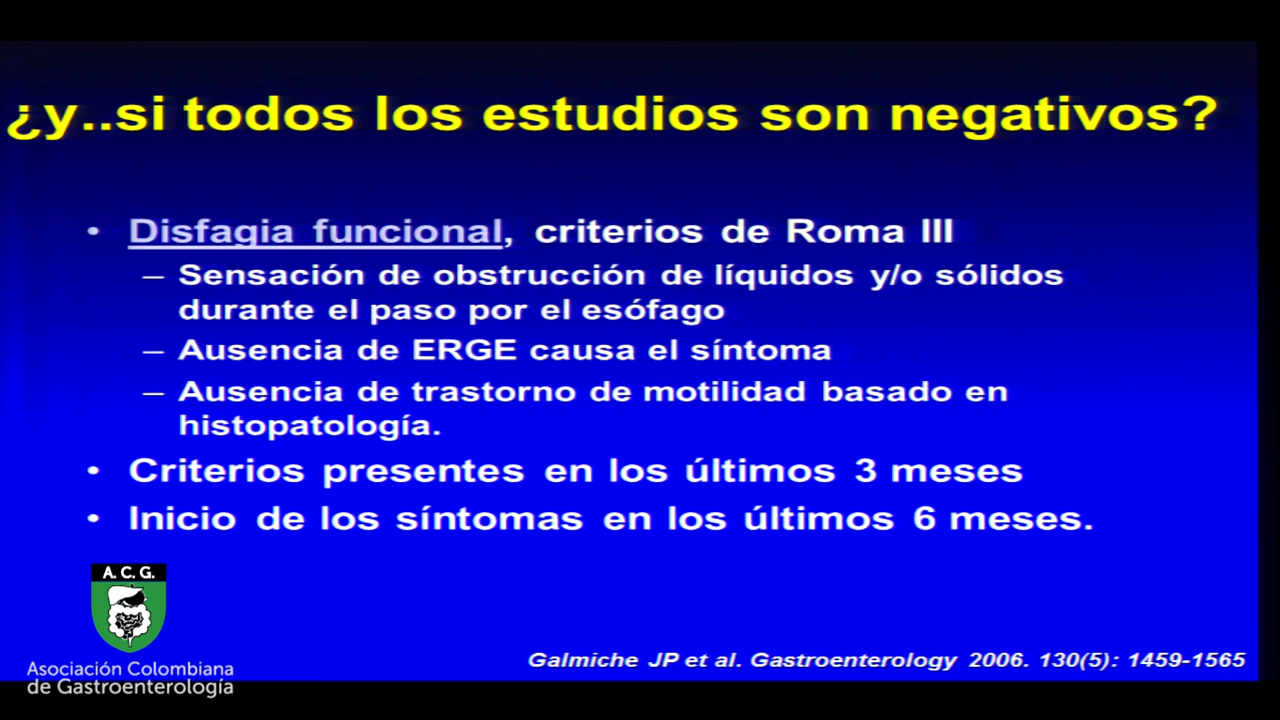 ¿y..si todos los estudios son negativos?
• Disfagia funcional, criterios de Roma III
– Sensación de obstrucción de líquidos y/o sólidos
durante el paso por el esófago
– Ausencia de ERGE causa el síntoma
– Ausencia de trastorno de motilidad basado en
histopatología.
• Criterios presentes en los últimos 3 meses
• Inicio de los síntomas en los últimos 6 meses.
A. C. G.
Asociación Colombiana
de Gastroenterología
Galmiche JP et al. Gastroenterology 2006. 130(5): 1459-1565